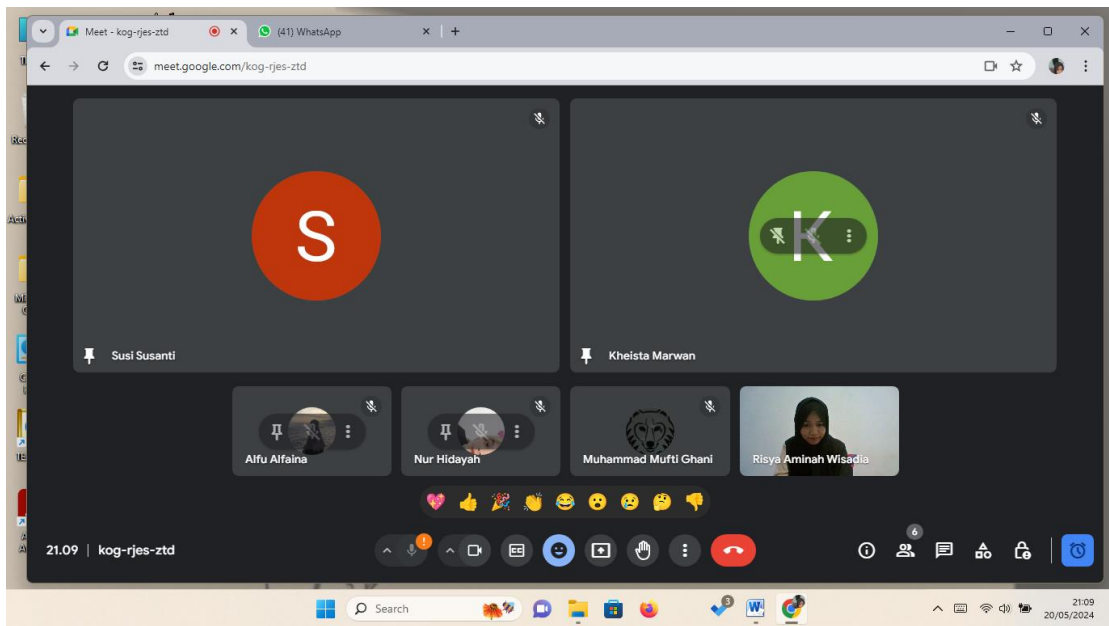 Meet - kog-rjes-ztd
(41) WhatsApp
meet.google.com/kog-rjes-ztd
S
K
Susi Susanti
Kheista Marwan
Alfu Alfaina
Nur Hidayah
Muhammad Mufti Ghani
Risya Aminah Wisadia
21.09 | kog-rjes-ztd
CC
6
Search
3
W
21:09
20/05/2024